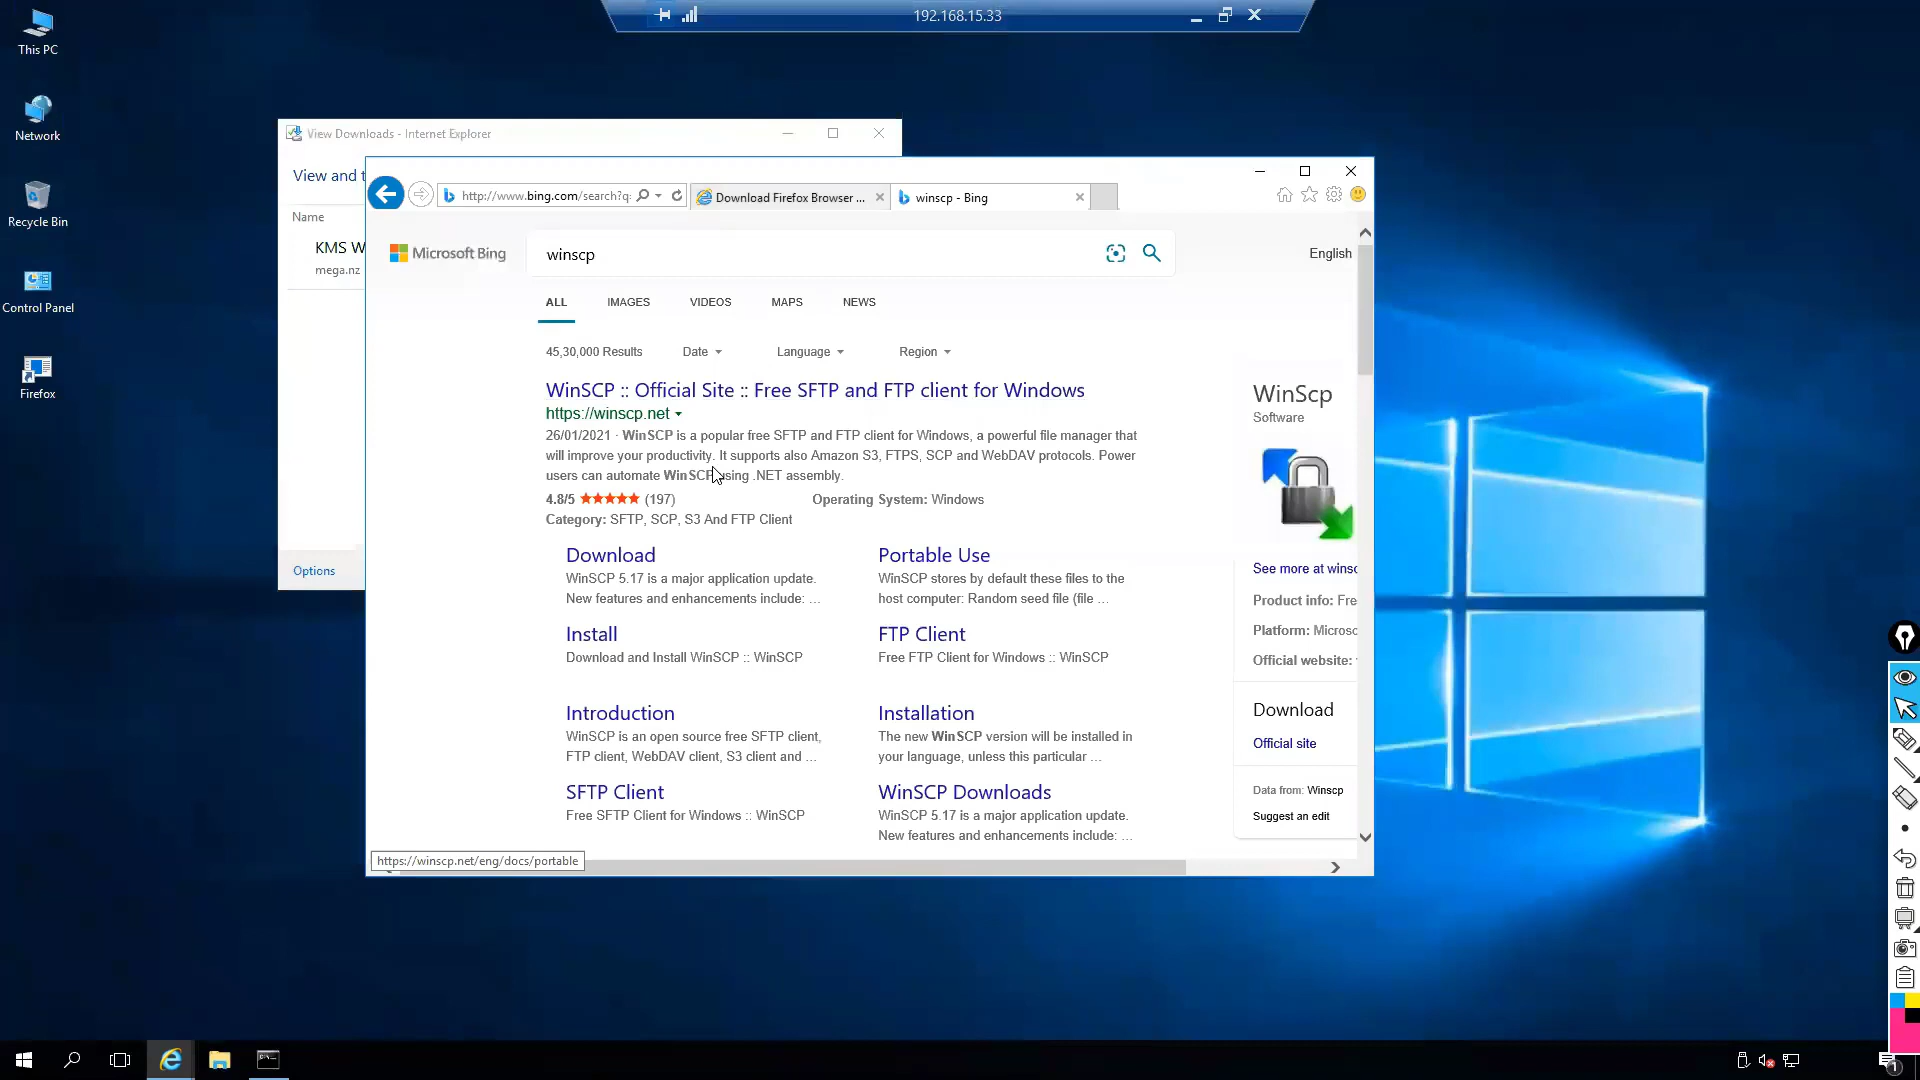 192.168.15.33
This PC
Network
Recycle Bin
Control Panel
Firefox
View Downloads - Internet Explorer
View and t
Name
KMS W
mega.nz
Options
http://www.bing.com/search?q:
Download Firefox Browser ...
winscp - Bing
Microsoft Bing
winscp
English
ALL
IMAGES
VIDEOS
MAPS
NEWS
45,30,000 Results
Date
Language
Region
WinSCP :: Official Site :: Free SFTP and FTP client for Windows
https://winscp.net
26/01/2021 · WinSCP is a popular free SFTP and FTP client for Windows, a powerful file manager that
will improve your productivity. It supports also Amazon S3, FTPS, SCP and WebDAV protocols. Power
users can automate WinSCP using .NET assembly.
4.8/5 ★★★★★ (197)
Operating System: Windows
Category: SFTP, SCP, S3 And FTP Client
Download
WinSCP 5.17 is a major application update.
New features and enhancements include: ...
Portable Use
WinSCP stores by default these files to the
host computer: Random seed file (file ...
Install
Download and Install WinSCP :: WinSCP
FTP Client
Free FTP Client for Windows :: WinSCP
Introduction
WinSCP is an open source free SFTP client,
FTP client, WebDAV client, S3 client and ...
Installation
The new WinSCP version will be installed in
your language, unless this particular ...
SFTP Client
Free SFTP Client for Windows :: WinSCP
WinSCP Downloads
WinSCP 5.17 is a major application update.
New features and enhancements include: ...
WinScp
Software
See more at winsc
Product info: Fre
Platform: Microsc
Official website:
Download
Official site
Data from: Winscp
Suggest an edit
https://winscp.net/eng/docs/portable
1